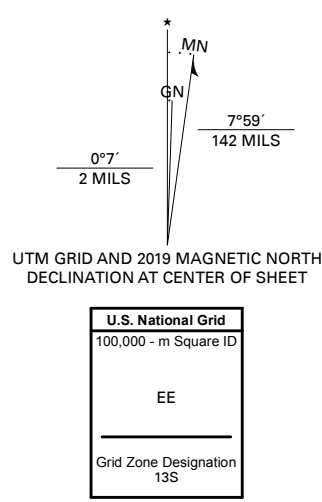 ★
MN
GN
7°59´
142 MILS
0°7´
2 MILS
UTM GRID AND 2019 MAGNETIC NORTH
DECLINATION AT CENTER OF SHEET
U.S. National Grid
100,000 - m Square ID
EE
Grid Zone Designation
13S